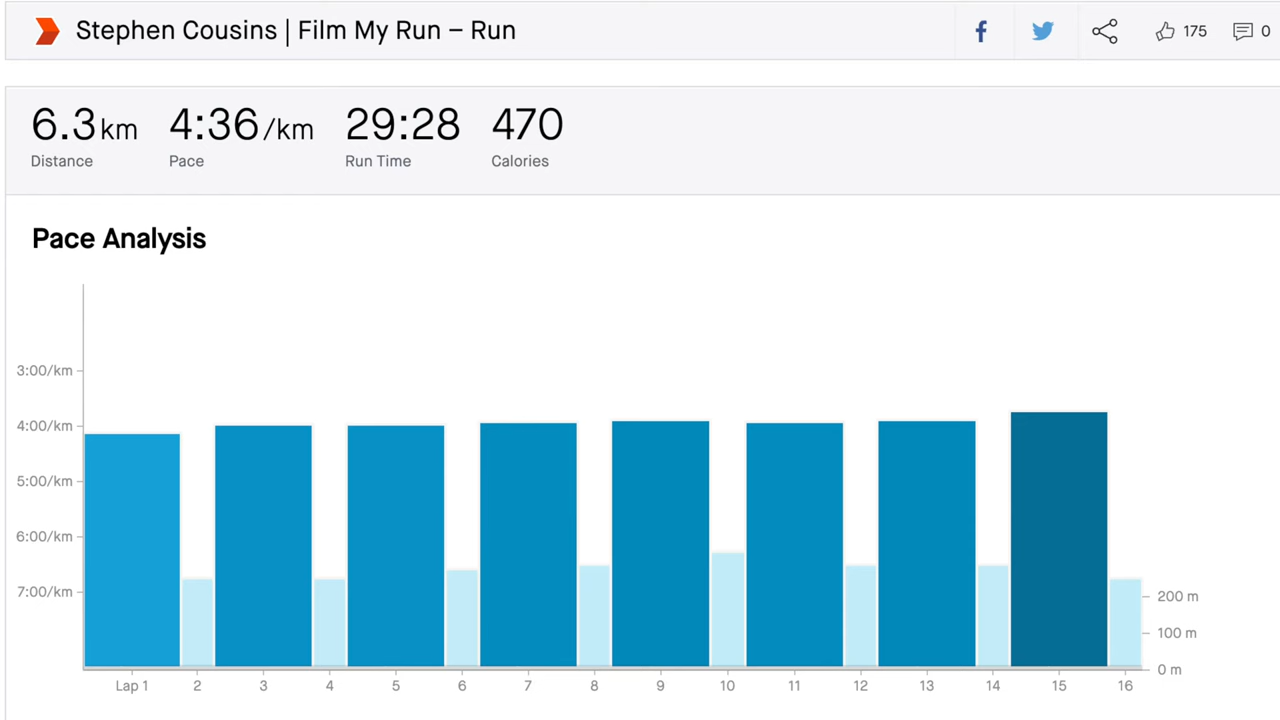 Stephen Cousins | Film My Run – Run
175
0
6.3 km 4:36 /km 29:28 470
Distance Pace Run Time Calories
Pace Analysis
3:00/km
4:00/km
5:00/km
6:00/km
7:00/km
200 m
100 m
0 m
Lap 1 2 3 4 5 6 7 8 9 10 11 12 13 14 15 16